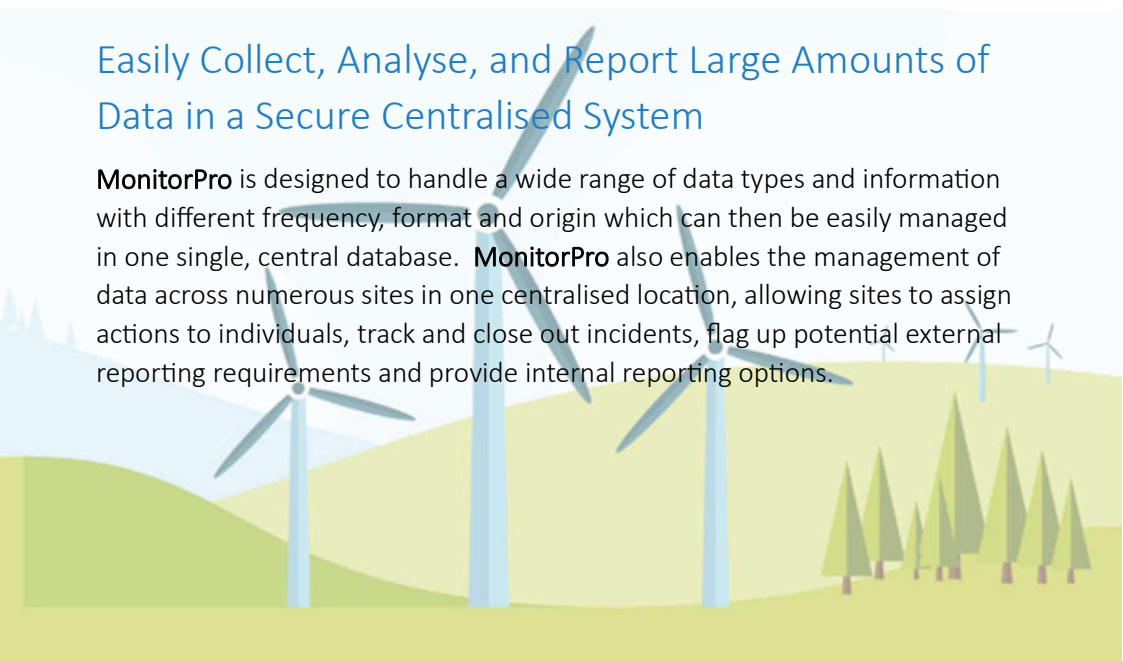 Easily Collect, Analyse, and Report Large Amounts of
Data in a Secure Centralised System
MonitorPro is designed to handle a wide range of data types and information
with different frequency, format and origin which can then be easily managed
in one single, central database.  MonitorPro also enables the management of
data across numerous sites in one centralised location, allowing sites to assign
actions to individuals, track and close out incidents, flag up potential external
reporting requirements and provide internal reporting options.